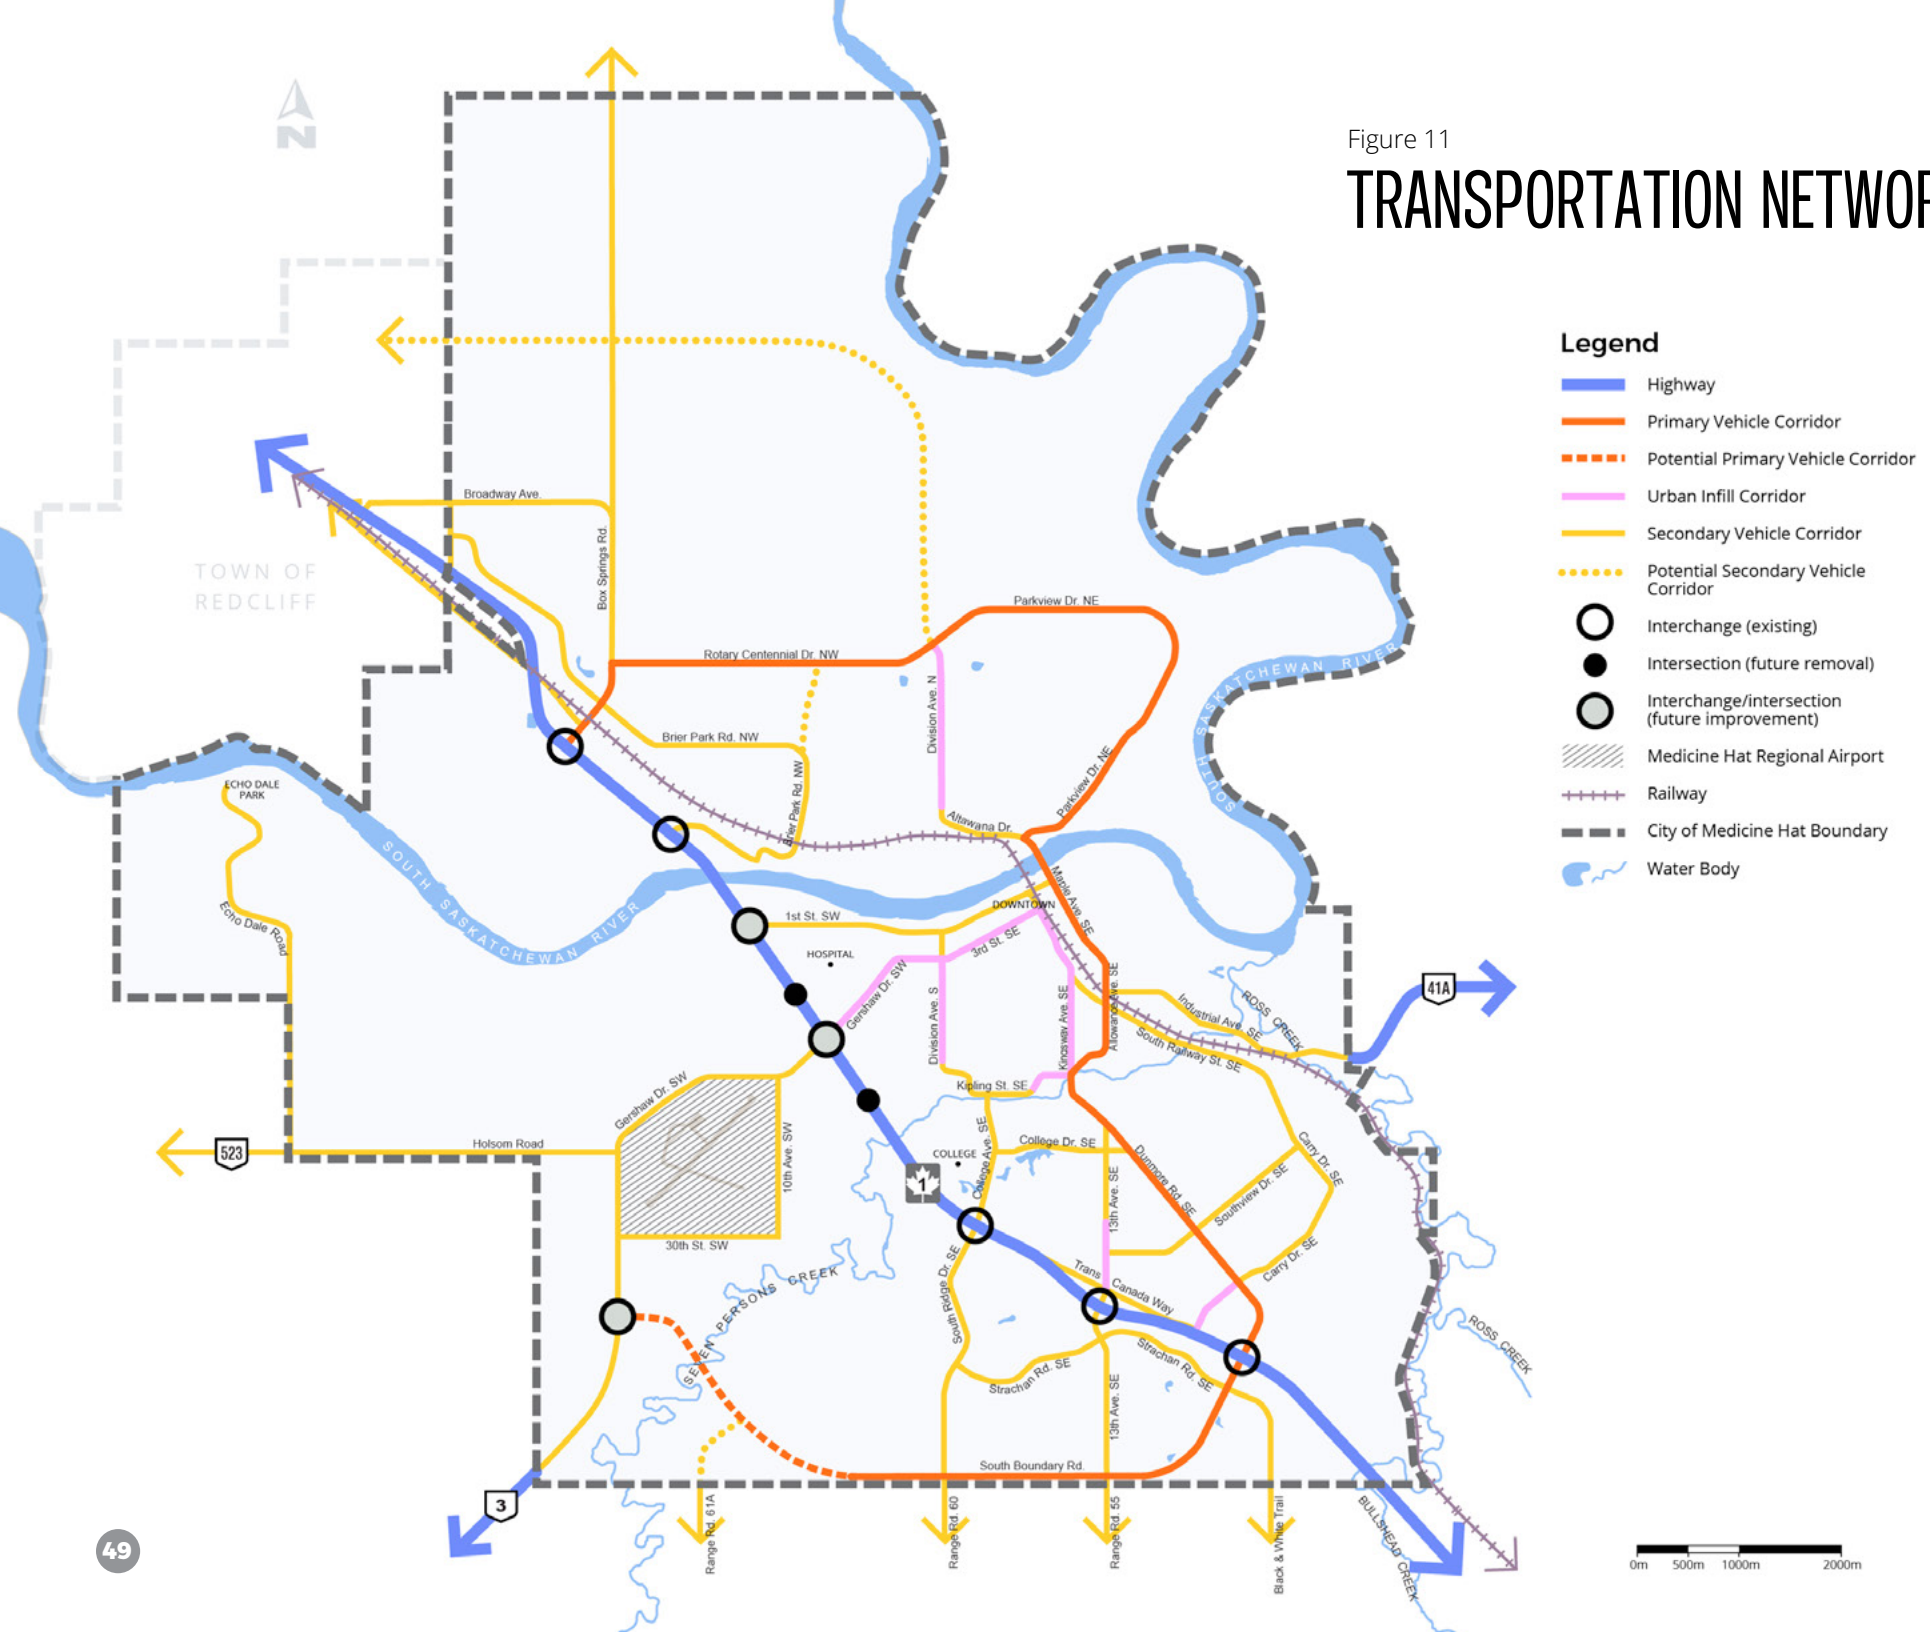 Figure 11
TRANSPORTATION NETWOR
N
Legend
Highway
Primary Vehicle Corridor
Potential Primary Vehicle Corridor
Urban Infill Corridor
Secondary Vehicle Corridor
Potential Secondary Vehicle
Corridor
Interchange (existing)
Intersection (future removal)
Interchange/intersection
(future improvement)
Medicine Hat Regional Airport
Railway
City of Medicine Hat Boundary
Water Body
TOWN OF
REDCLIFF
Broadway Ave.
Box Springs Rd.
Parkview Dr. NE
Rotary Centennial Dr. NW
Division Ave. N
SOUTH SASKATCHEWAN RIVER
Brier Park Rd. NW
Brier Park Rd. NW
Parkview Dr. NE
ECHO DALE
PARK
Altawana Dr.
SOUTH SASKATCHEWAN RIVER
Echo Dale Road
Maple Ave. SE
DOWNTOWN
1st St. SW
3rd St. SE
HOSPITAL
Gershaw Dr. SW
Division Ave. S
Kingsway Ave. SE
Allowance Ave. SE
Industrial Ave. SE
ROSS CREEK
South Railway St. SE
41A
Kipling St. SE
Gershaw Dr. SW
10th Ave. SW
College Ave. SE
College Dr. SE
COLLEGE
1
Holsom Road
523
Dunmore Rd. SE
Carry Dr. SE
13th Ave. SE
Southview Dr. SE
30th St. SW
South Ridge Dr. SE
Trans Canada Way
Carry Dr. SE
SEVEN PERSONS CREEK
Strachan Rd. SE
Strachan Rd. SE
ROSS CREEK
13th Ave. SE
South Boundary Rd.
3
Range Rd. 61A
Range Rd. 60
Range Rd. 55
Black & White Trail
BULLSHEAD CREEK
49
0m 500m 1000m 2000m